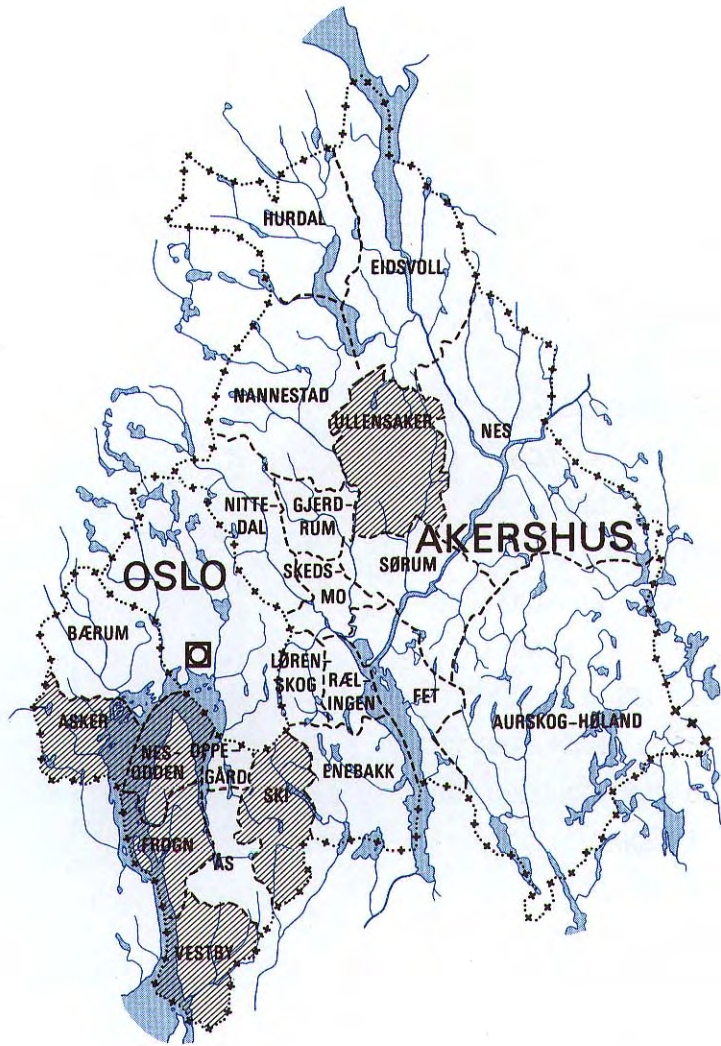 HURDAL
EIDSVOLL
NANNESTAD
ULLENSAKER
NES
NITTE-
DAL
GJERD-
RUM
AKERSHUS
OSLO
SKEDS-
MO
SØRUM
BÆRUM
LØREN-
SKOG
RÆL-
INGEN
FET
ASKER
NES-
ODDEN
OPPE-
GÅRD
SKI
ENEBAKK
AURSKOG-HØLAND
FROGN
ÅS
VESTBY